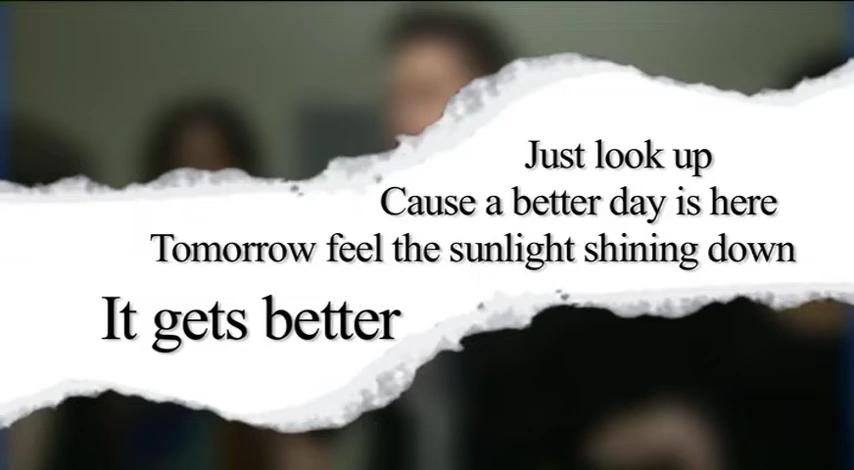 Just look up
Cause a better day is here
Tomorrow feel the sunlight shining down
It gets better